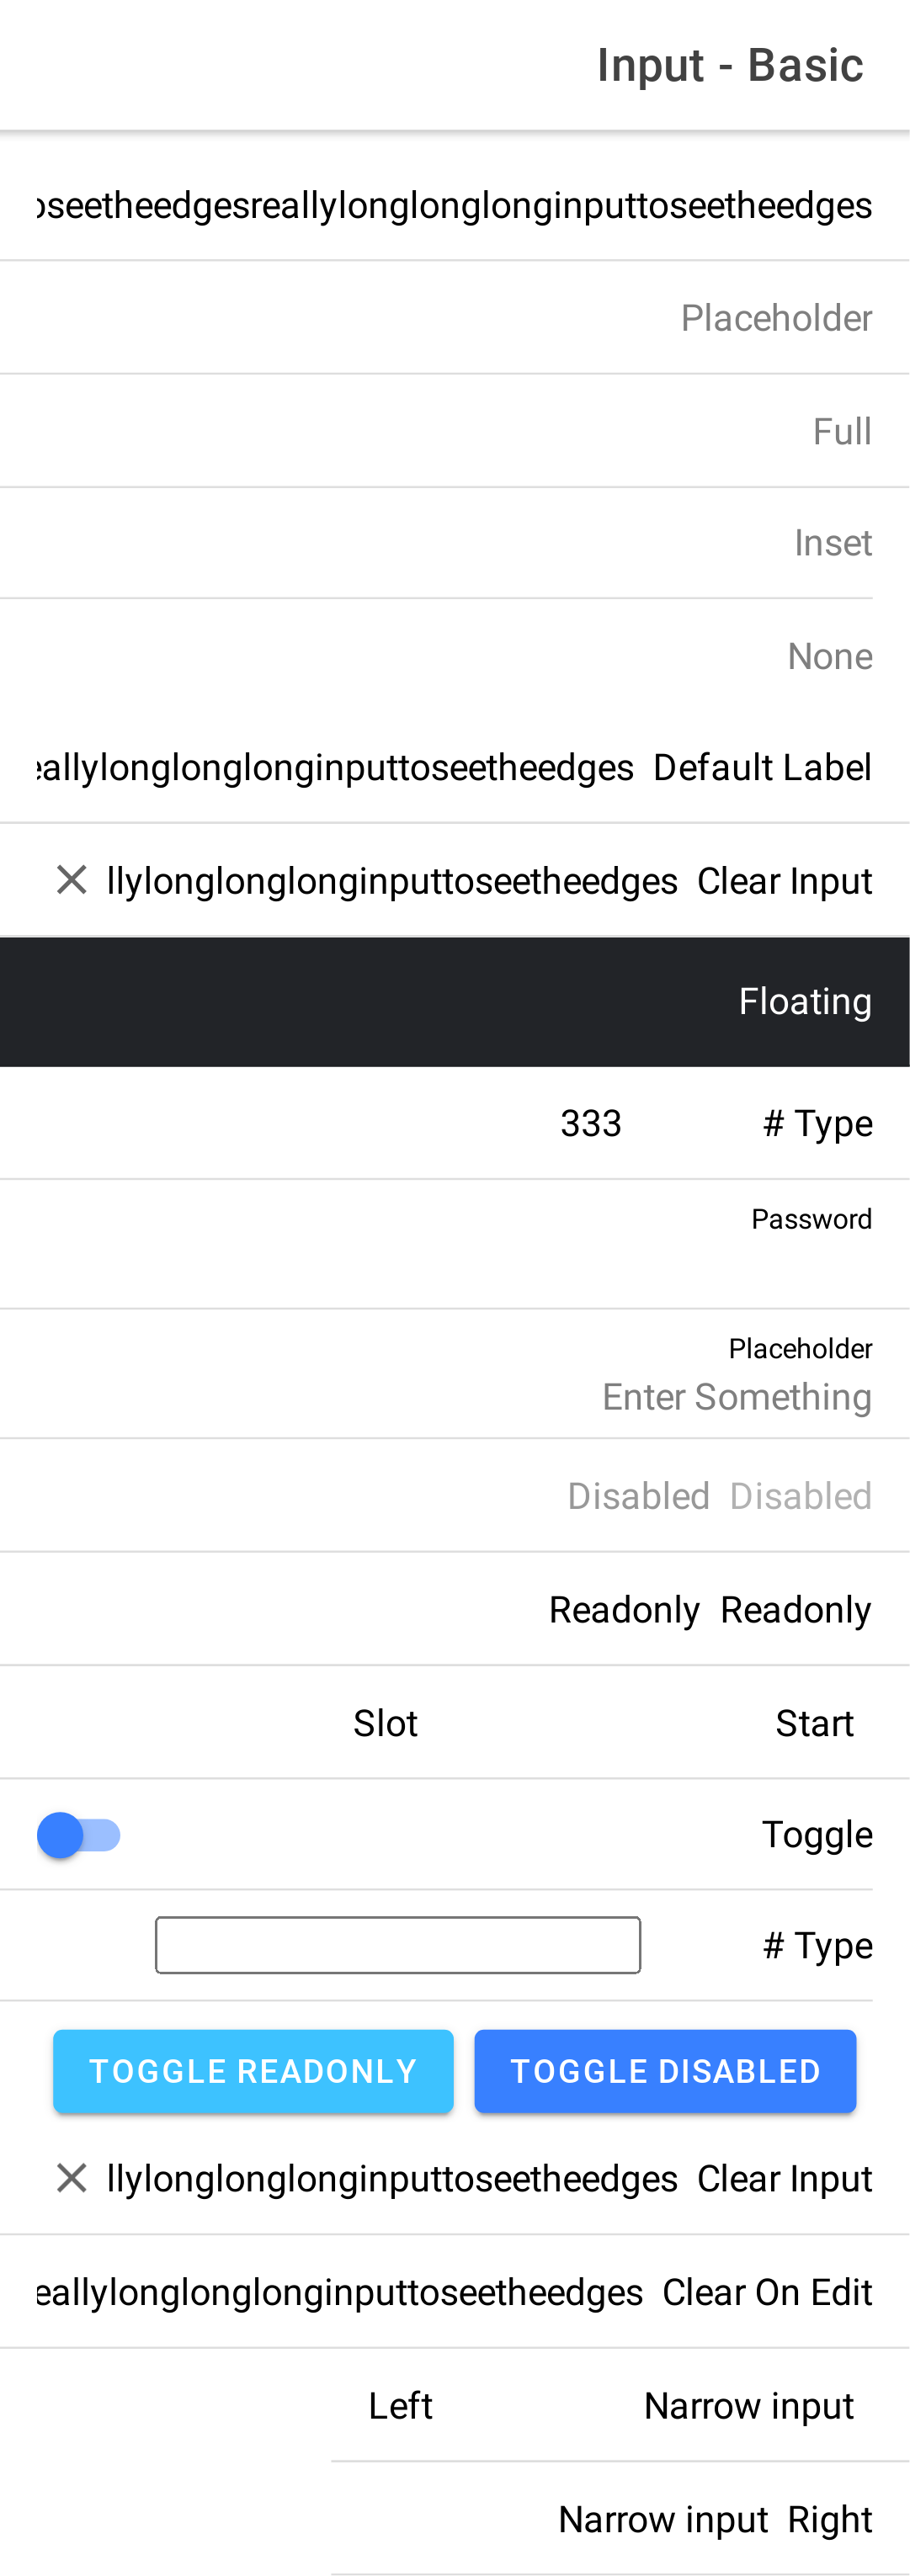 Input - Basic
oseetheedgesreallylonglonglonginputtoseetheedges
Placeholder
Full
Inset
None
eallylonglonglonginputtoseetheedges Default Label
llylonglonglonginputtoseetheedges Clear Input
Floating
333 # Type
Password
Placeholder
Enter Something
Disabled Disabled
Readonly Readonly
Slot Start
Toggle
# Type
TOGGLE READONLY TOGGLE DISABLED
llylonglonglonginputtoseetheedges Clear Input
eallylonglonglonginputtoseetheedges Clear On Edit
Left Narrow input
Narrow input Right